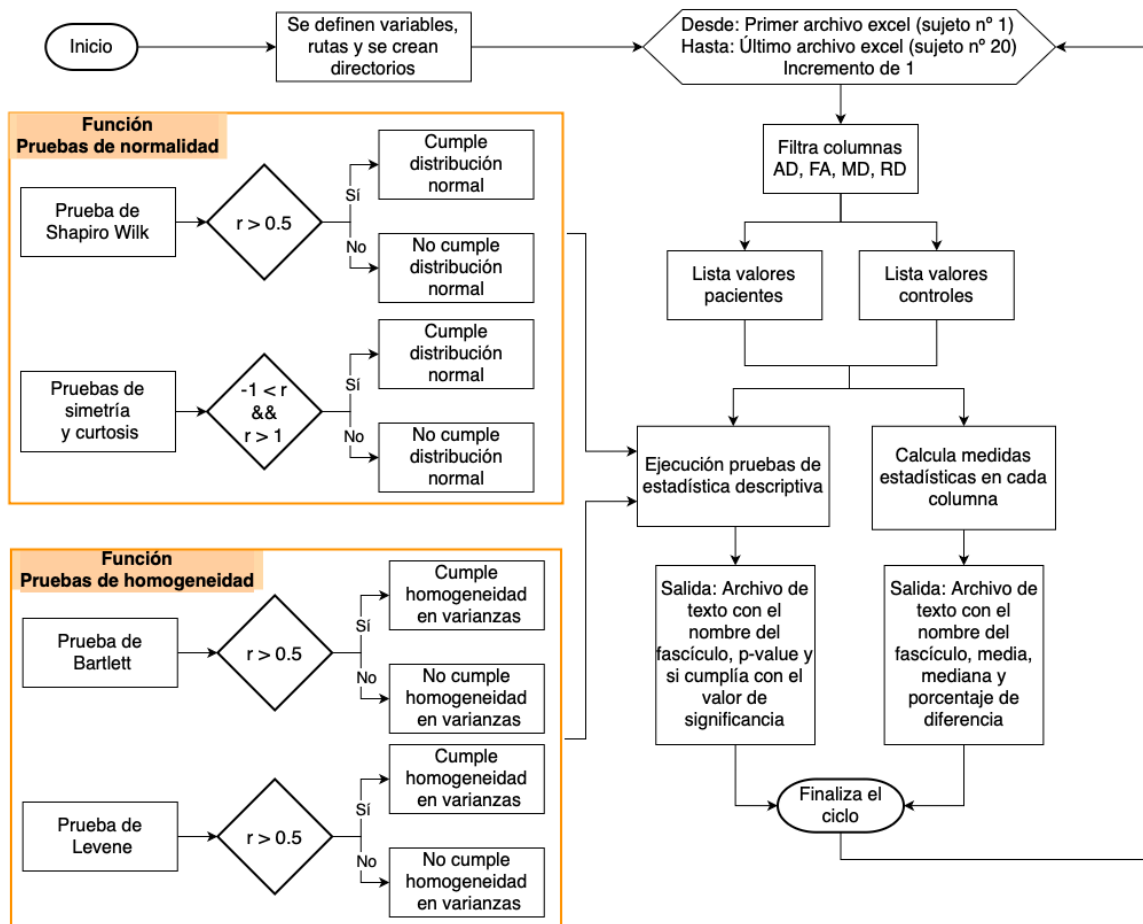 Inicio
Se definen variables,
rutas y se crean
directorios
Desde: Primer archivo excel (sujeto nº 1)
Hasta: Último archivo excel (sujeto nº 20)
Incremento de 1
Función
Pruebas de normalidad
Prueba de
Shapiro Wilk
r > 0.5
Sí
No
Cumple
distribución
normal
No cumple
distribución
normal
Pruebas de
simetría
y curtosis
-1 < r
&&
r > 1
Sí
No
Cumple
distribución
normal
No cumple
distribución
normal
Función
Pruebas de homogeneidad
Prueba de
Bartlett
r > 0.5
Sí
No
Cumple
homogeneidad
en varianzas
No cumple
homogeneidad
en varianzas
Prueba de
Levene
r > 0.5
Sí
No
Cumple
homogeneidad
en varianzas
No cumple
homogeneidad
en varianzas
Filtra columnas
AD, FA, MD, RD
Lista valores
pacientes
Lista valores
controles
Ejecución pruebas de
estadística descriptiva
Calcula medidas
estadísticas en cada
columna
Salida: Archivo de
texto con el
nombre del
fascículo, p-value y
si cumplía con el
valor de
significancia
Salida: Archivo de
texto con el
nombre del
fascículo, media,
mediana y
porcentaje de
diferencia
Finaliza el
ciclo